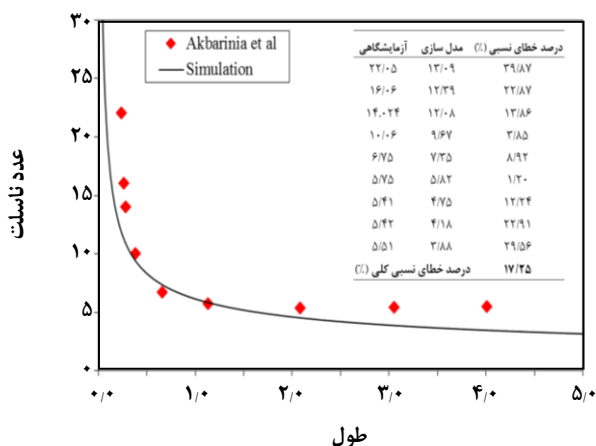 ۳۰
۲۵
۲۰
۱۵
۱۰
۵
۰
عدد ناسلت
Akbarinia et al
Simulation
آزمایشگاهی مدل سازی درصد خطای نسبی (%)
۲۲/۰۵ ۱۳/۰۹ ۳۹/۸۷
۱۶/۰۶ ۱۲/۳۹ ۲۲/۸۷
۱۴.۰۲۴ ۱۲/۰۸ ۱۳/۸۶
۱۰/۰۶ ۹/۶۷ ۳/۸۵
۶/۷۵ ۷/۳۵ ۸/۹۲
۵/۷۵ ۵/۸۲ ۱/۲۰
۵/۴۱ ۴/۷۵ ۱۲/۲۴
۵/۴۲ ۴/۱۸ ۲۲/۹۱
۵/۵۱ ۳/۸۸ ۲۹/۵۶
درصد خطای نسبی کلی (%) ۱۷/۲۵
۰/۰ ۱/۰ ۲/۰ ۳/۰ ۴/۰ ۵/۰
طول